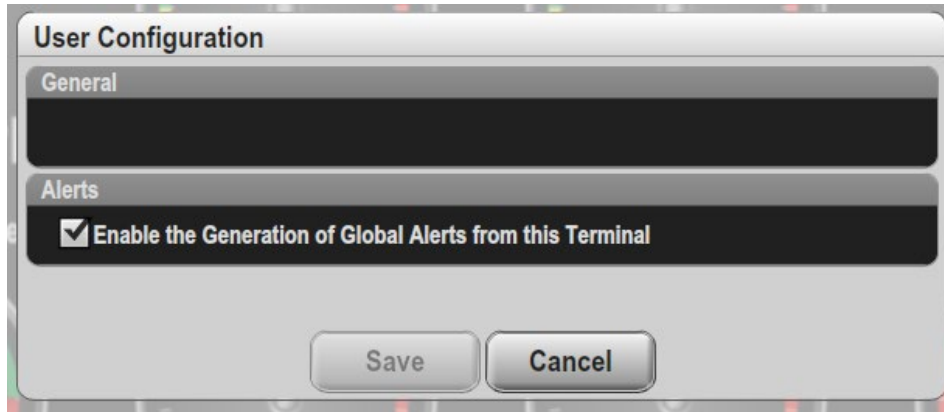 User Configuration
General
Alerts
Enable the Generation of Global Alerts from this Terminal
Save
Cancel